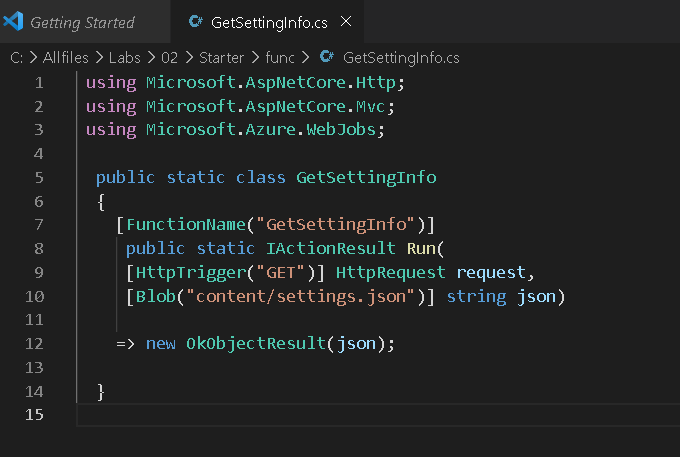 Getting Started GetSettingInfo.cs
C: > Allfiles > Labs > 02 > Starter > func > GetSettingInfo.cs
1 using Microsoft.AspNetCore.Http;
2 using Microsoft.AspNetCore.Mvc;
3 using Microsoft.Azure.WebJobs;
4
5 public static class GetSettingInfo
6 {
7 [FunctionName("GetSettingInfo")]
8 public static IActionResult Run(
9 [HttpTrigger("GET")] HttpRequest request,
10 [Blob("content/settings.json")] string json)
11
12 => new OkObjectResult(json);
13
14 }
15